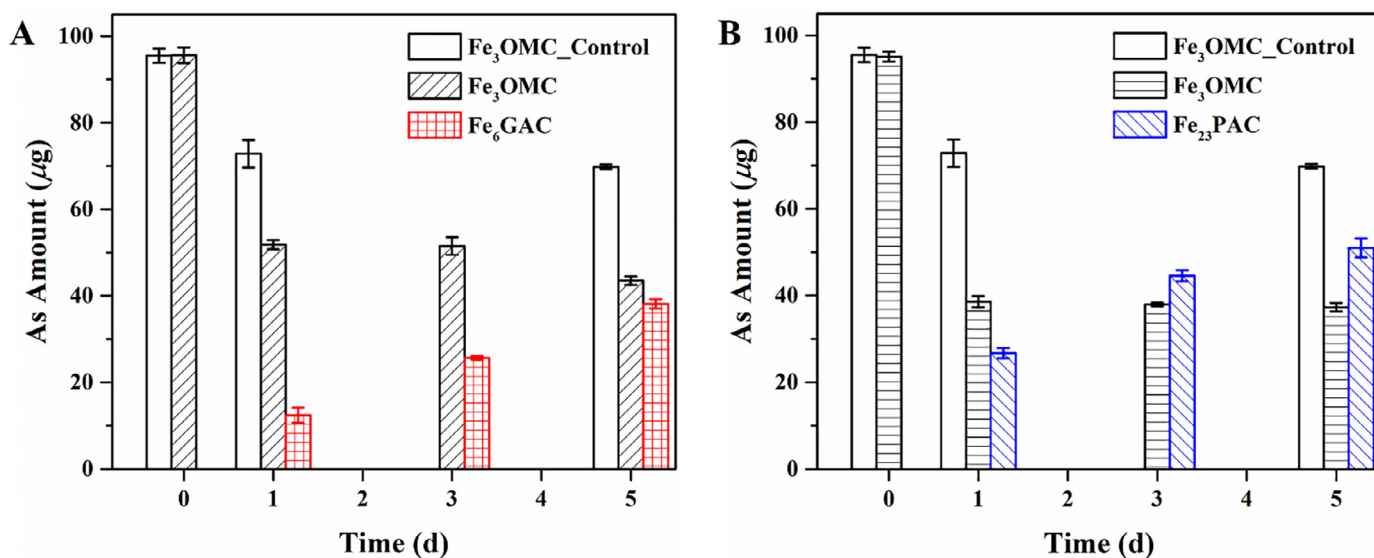 A
Fe₃OMC_Control
Fe₃OMC
Fe₆GAC
As Amount (μg)
100
80
60
40
20
0
0 1 2 3 4 5
Time (d)
B
Fe₃OMC_Control
Fe₃OMC
Fe₂₃PAC
As Amount (μg)
100
80
60
40
20
0
0 1 2 3 4 5
Time (d)